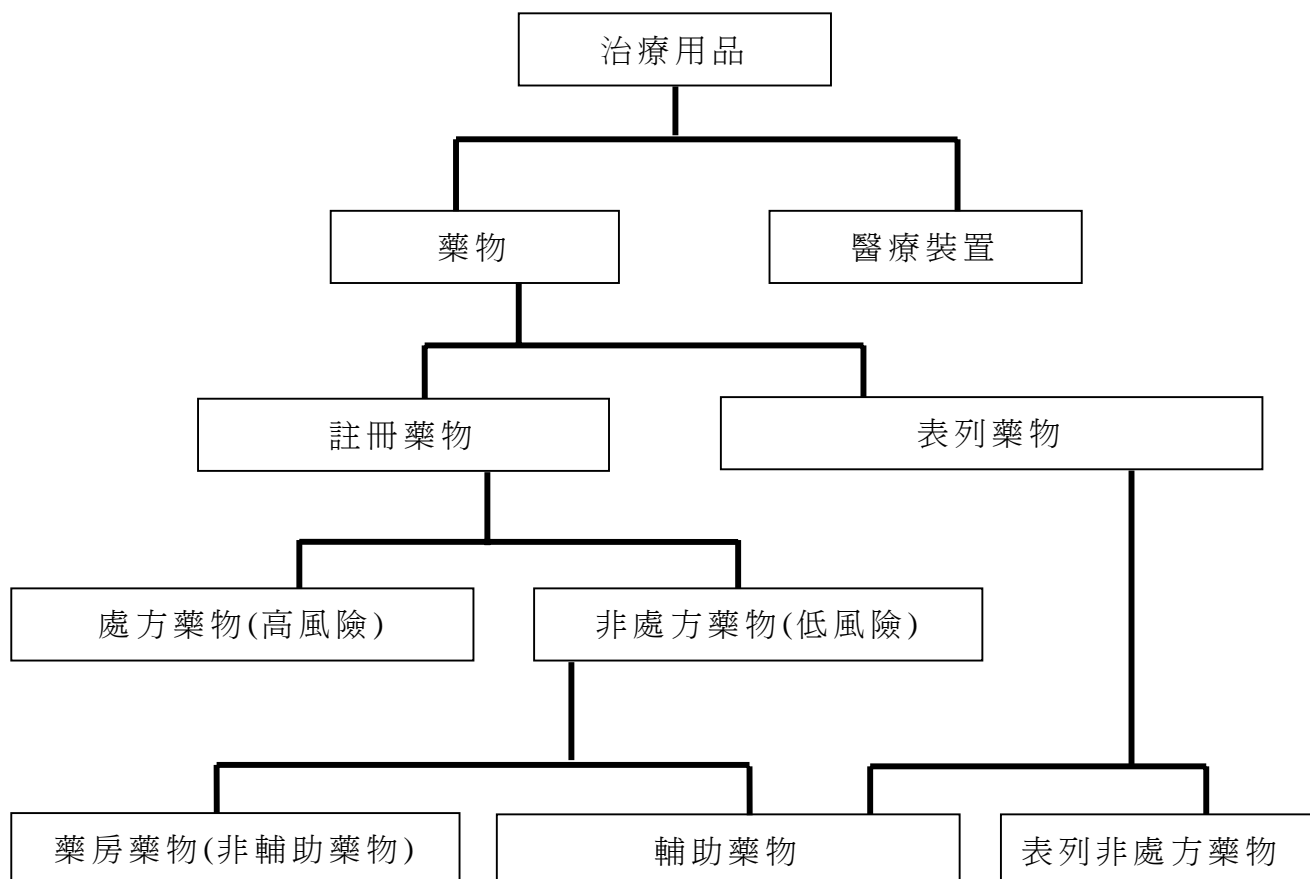 治療用品
藥物
醫療裝置
註冊藥物
表列藥物
處方藥物(高風險)
非處方藥物(低風險)
藥房藥物(非輔助藥物)
輔助藥物
表列非處方藥物